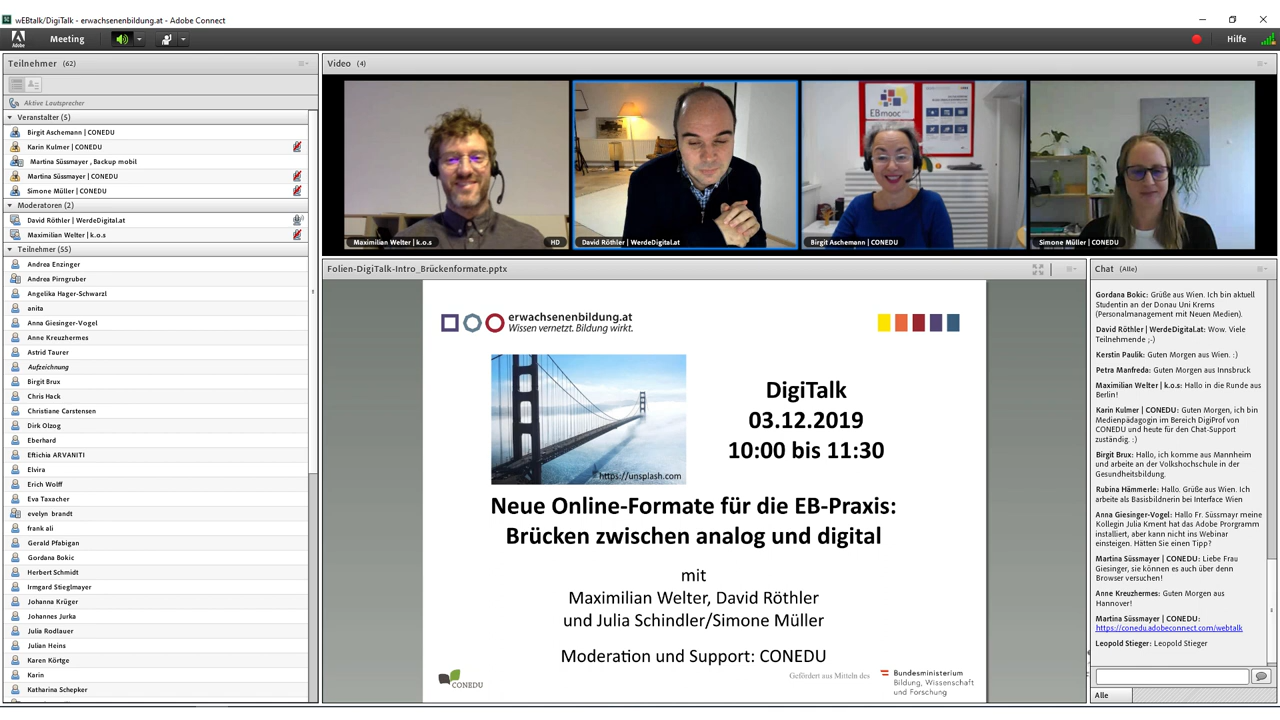 wEBtalk/DigiTalk - erwachsenenbildung.at - Adobe Connect
Adobe
Meeting
Hilfe
Teilnehmer (62)
Aktive Lautsprecher
Veranstalter (5)
Birgit Aschemann | CONEDU
Karin Kulmer | CONEDU
Martina Süssmayer , Backup mobil
Martina Süssmayer | CONEDU
Simone Müller | CONEDU
Moderatoren (2)
David Röthler | WerdeDigital.at
Maximilian Welter | k.o.s
Teilnehmer (55)
Andrea Enzinger
Andrea Pirngruber
Angelika Hager-Schwarzl
anita
Anna Giesinger-Vogel
Anne Kreuzhermes
Astrid Taurer
Aufzeichnung
Birgit Brux
Chris Hack
Christiane Carstensen
Dirk Olzog
Eberhard
Eftichia ARVANITI
Elvira
Erich Wolff
Eva Taxacher
evelyn brandt
frank ali
Gerald Pfabigan
Gordana Bokic
Herbert Schmidt
Irmgard Stieglmayer
Johanna Krüger
Johannes Jurka
Julia Rodlauer
Julian Heins
Karen Körtge
Karin
Katharina Schepker
Video (4)
EBmooc
Maximilian Welter | k.o.s
HD
David Röthler | WerdeDigital.at
Birgit Aschemann | CONEDU
Simone Müller | CONEDU
Folien-DigiTalk-Intro_Brückenformate.pptx
erwachsenenbildung.at
Wissen vernetzt. Bildung wirkt.
https://unsplash.com
DigiTalk
03.12.2019
10:00 bis 11:30
Neue Online-Formate für die EB-Praxis:
Brücken zwischen analog und digital
mit
Maximilian Welter, David Röthler
und Julia Schindler/Simone Müller
Moderation und Support: CONEDU
CONEDU
Gefördert aus Mitteln des
Bundesministerium
Bildung, Wissenschaft
und Forschung
Chat (Alle)
Gordana Bokic: Grüße aus Wien. Ich bin aktuell
Studentin an der Donau Uni Krems
(Personalmanagement mit Neuen Medien).
David Röthler | WerdeDigital.at: Wow. Viele
Teilnehmende ;-)
Kerstin Paulik: Guten Morgen aus Wien. :)
Petra Manfreda: Guten Morgen aus Innsbruck
Maximilian Welter | k.o.s: Hallo in die Runde aus
Berlin!
Karin Kulmer | CONEDU: Guten Morgen, ich bin
Medienpädagogin im Bereich DigiProf von
CONEDU und heute für den Chat-Support
zuständig. :)
Birgit Brux: Hallo, ich komme aus Mannheim
und arbeite an der Volkshochschule in der
Gesundheitsbildung.
Rubina Hämmerle: Hallo. Grüße aus Wien. Ich
arbeite als Basisbildnerin bei Interface Wien
Anna Giesinger-Vogel: Hallo Fr. Süssmayr meine
Kollegin Julia Kment hat das Adobe Prorgramm
installiert, aber kann nicht ins Webinar
einsteigen. Hätten Sie einen Tipp?
Martina Süssmayer | CONEDU: Liebe Frau
Giesinger, sie können es auch über denn
Browser versuchen!
Anne Kreuzhermes: Guten Morgen aus
Hannover!
Martina Süssmayer | CONEDU:
https://conedu.adobeconnect.com/webtalk
Leopold Stieger: Leopold Stieger
Alle